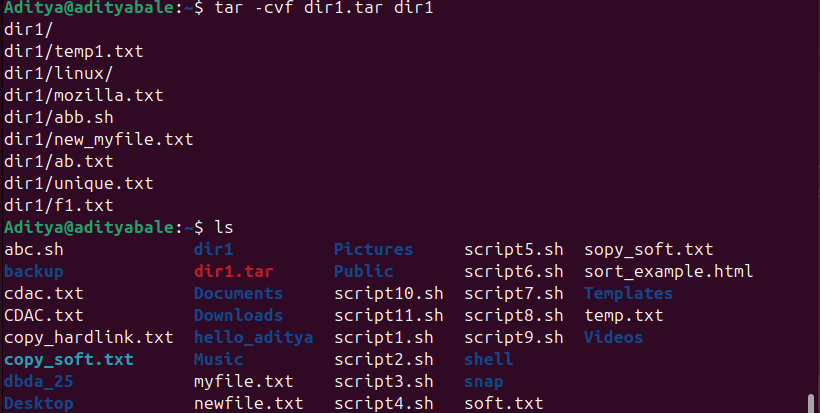 Aditya@adityabale:~$ tar -cvf dir1.tar dir1
dir1/
dir1/temp1.txt
dir1/linux/
dir1/mozilla.txt
dir1/abb.sh
dir1/new_myfile.txt
dir1/ab.txt
dir1/unique.txt
dir1/f1.txt
Aditya@adityabale:~$ ls
abc.sh dir1 Pictures script5.sh sopy_soft.txt
backup dir1.tar Public script6.sh sort_example.html
cdac.txt Documents script10.sh script7.sh Templates
CDAC.txt Downloads script11.sh script8.sh temp.txt
copy_hardlink.txt hello_aditya script1.sh script9.sh Videos
copy_soft.txt Music script2.sh shell
dbda_25 myfile.txt script3.sh snap
Desktop newfile.txt script4.sh soft.txt